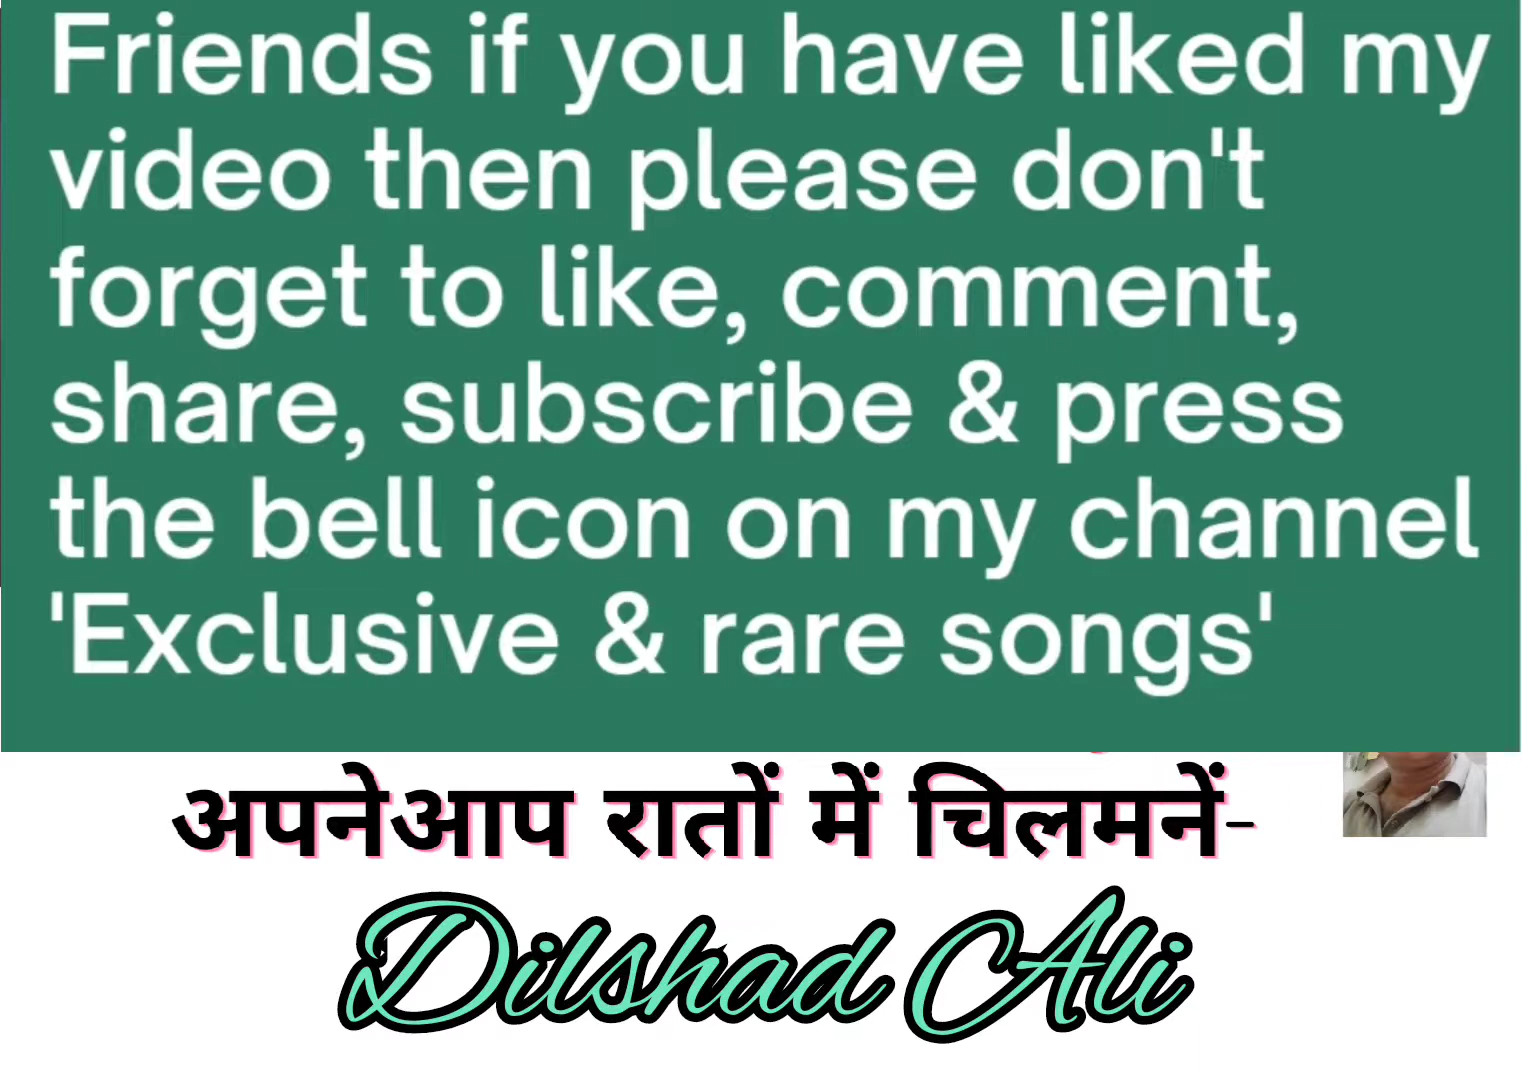 Friends if you have liked my
video then please don't
forget to like, comment,
share, subscribe & press
the bell icon on my channel
'Exclusive & rare songs'
अपनेआप रातों में चिलमनें-
Dilshad Ali